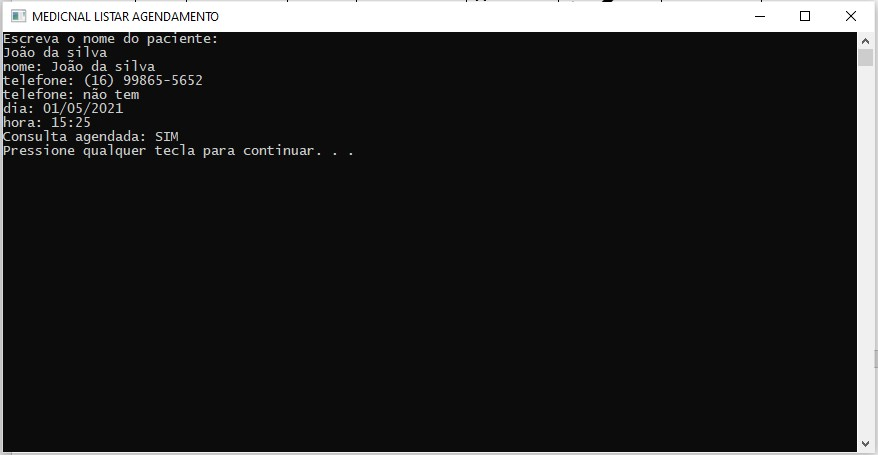 MEDICNAL LISTAR AGENDAMENTO
Escreva o nome do paciente:
João da silva
nome: João da silva
telefone: (16) 99865-5652
telefone: não tem
dia: 01/05/2021
hora: 15:25
Consulta agendada: SIM
Pressione qualquer tecla para continuar. . .